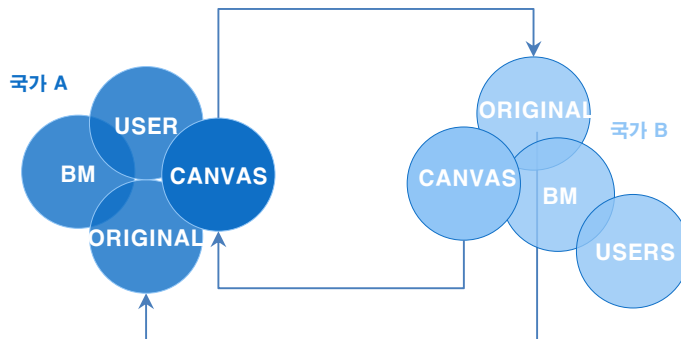 국가 A
USER
BM
CANVAS
ORIGINAL
ORIGINAL
국가 B
CANVAS
BM
USERS